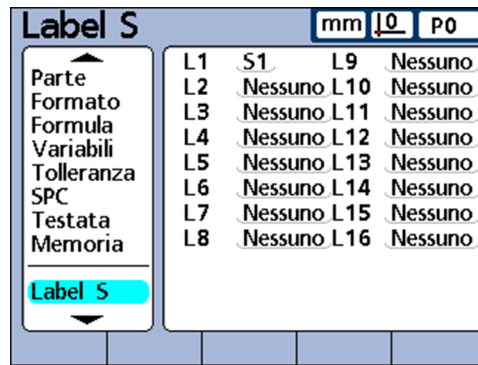 Label S
mm 0 P0
Parte
Formato
Formula
Variabili
Tolleranza
SPC
Testata
Memoria
Label S
L1 S1 L9 Nessuno
L2 Nessuno L10 Nessuno
L3 Nessuno L11 Nessuno
L4 Nessuno L12 Nessuno
L5 Nessuno L13 Nessuno
L6 Nessuno L14 Nessuno
L7 Nessuno L15 Nessuno
L8 Nessuno L16 Nessuno